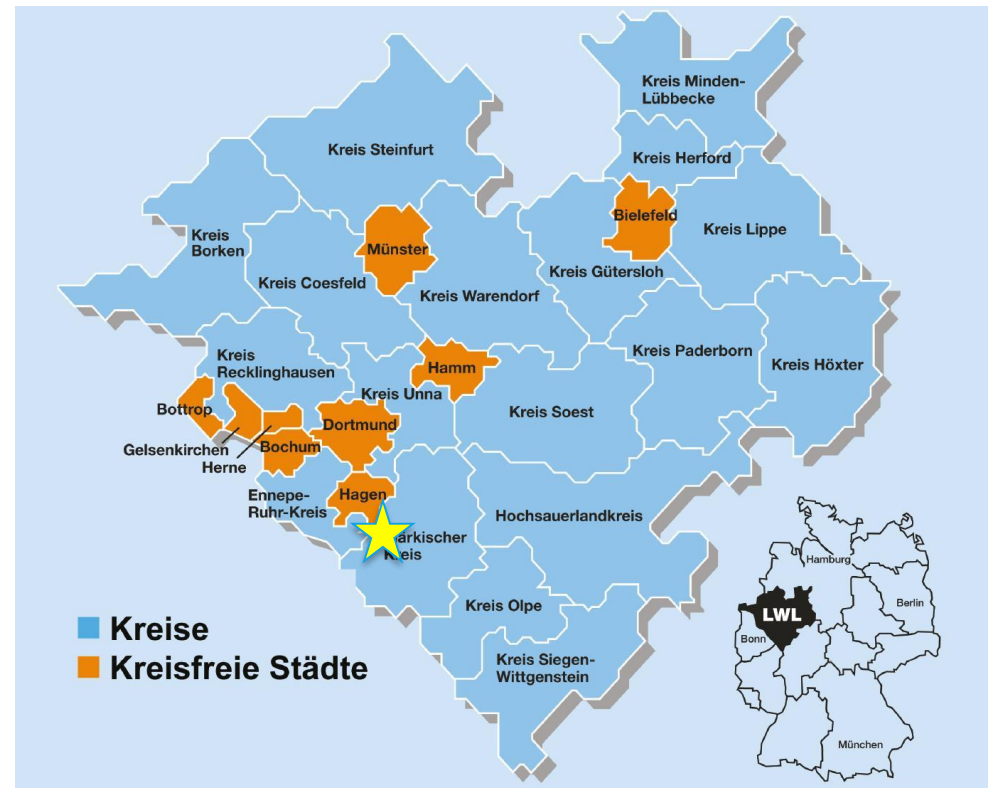 Kreis Minden-
Lübbecke
Kreis Steinfurt
Kreis Herford
Bielefeld
Kreis Lippe
Kreis
Borken
Münster
Kreis Gütersloh
Kreis Coesfeld
Kreis Warendorf
Kreis
Recklinghausen
Kreis Paderborn
Kreis Höxter
Hamm
Kreis Unna
Bottrop
Kreis Soest
Dortmund
Gelsenkirchen
Bochum
Herne
Ennepe-
Ruhr-Kreis
Hagen
Hochsauerlandkreis
ärkischer
Kreis
Kreis Olpe
Kreis Siegen-
Wittgenstein
Kreise
Kreisfreie Städte
Hamburg
Berlin
LWL
Bonn
München